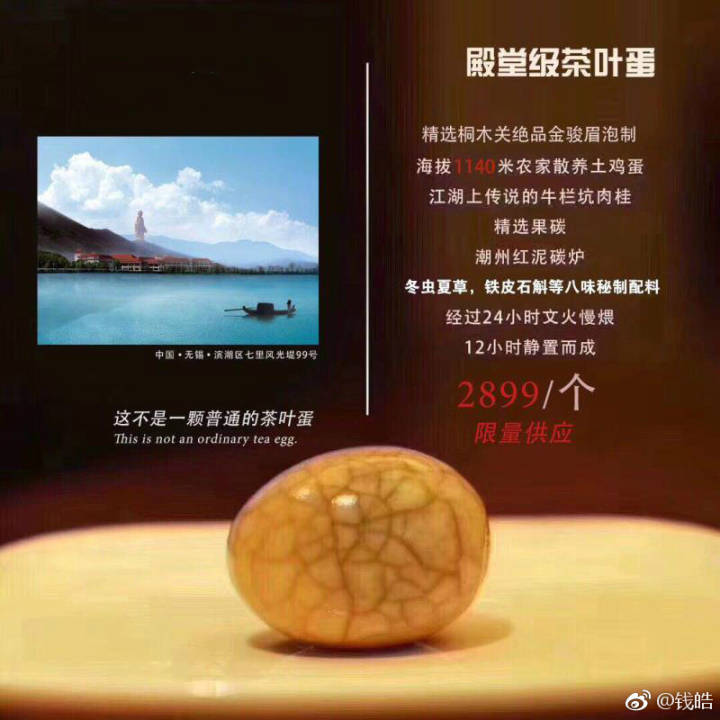 殿堂级茶叶蛋
精选桐木关绝品金骏眉泡制
海拔1140米农家散养土鸡蛋
江湖上传说的牛栏坑肉桂
精选果碳
潮州红泥碳炉
冬虫夏草，铁皮石斛等八味秘制配料
经过24小时文火慢煨
12小时静置而成
2899/个
限量供应
中国•无锡•滨湖区七里风光堤99号
这不是一颗普通的茶叶蛋
This is not an ordinary tea egg.
@钱皓